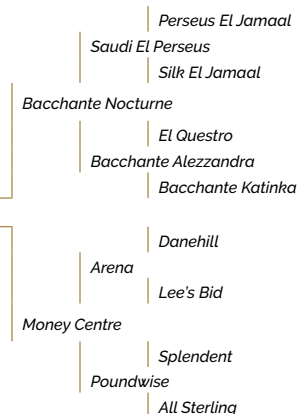 Perseus El Jamaal
Saudi El Perseus
Silk El Jamaal
Bacchante Nocturne
El Questro
Bacchante Alezzandra
Bacchante Katinka
Danehill
Arena
Lee's Bid
Money Centre
Splendent
Poundwise
All Sterling